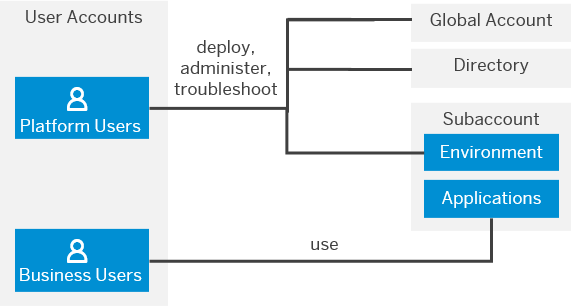 User Accounts
Platform Users
Business Users
deploy,
administer,
troubleshoot
use
Global Account
Directory
Subaccount
Environment
Applications